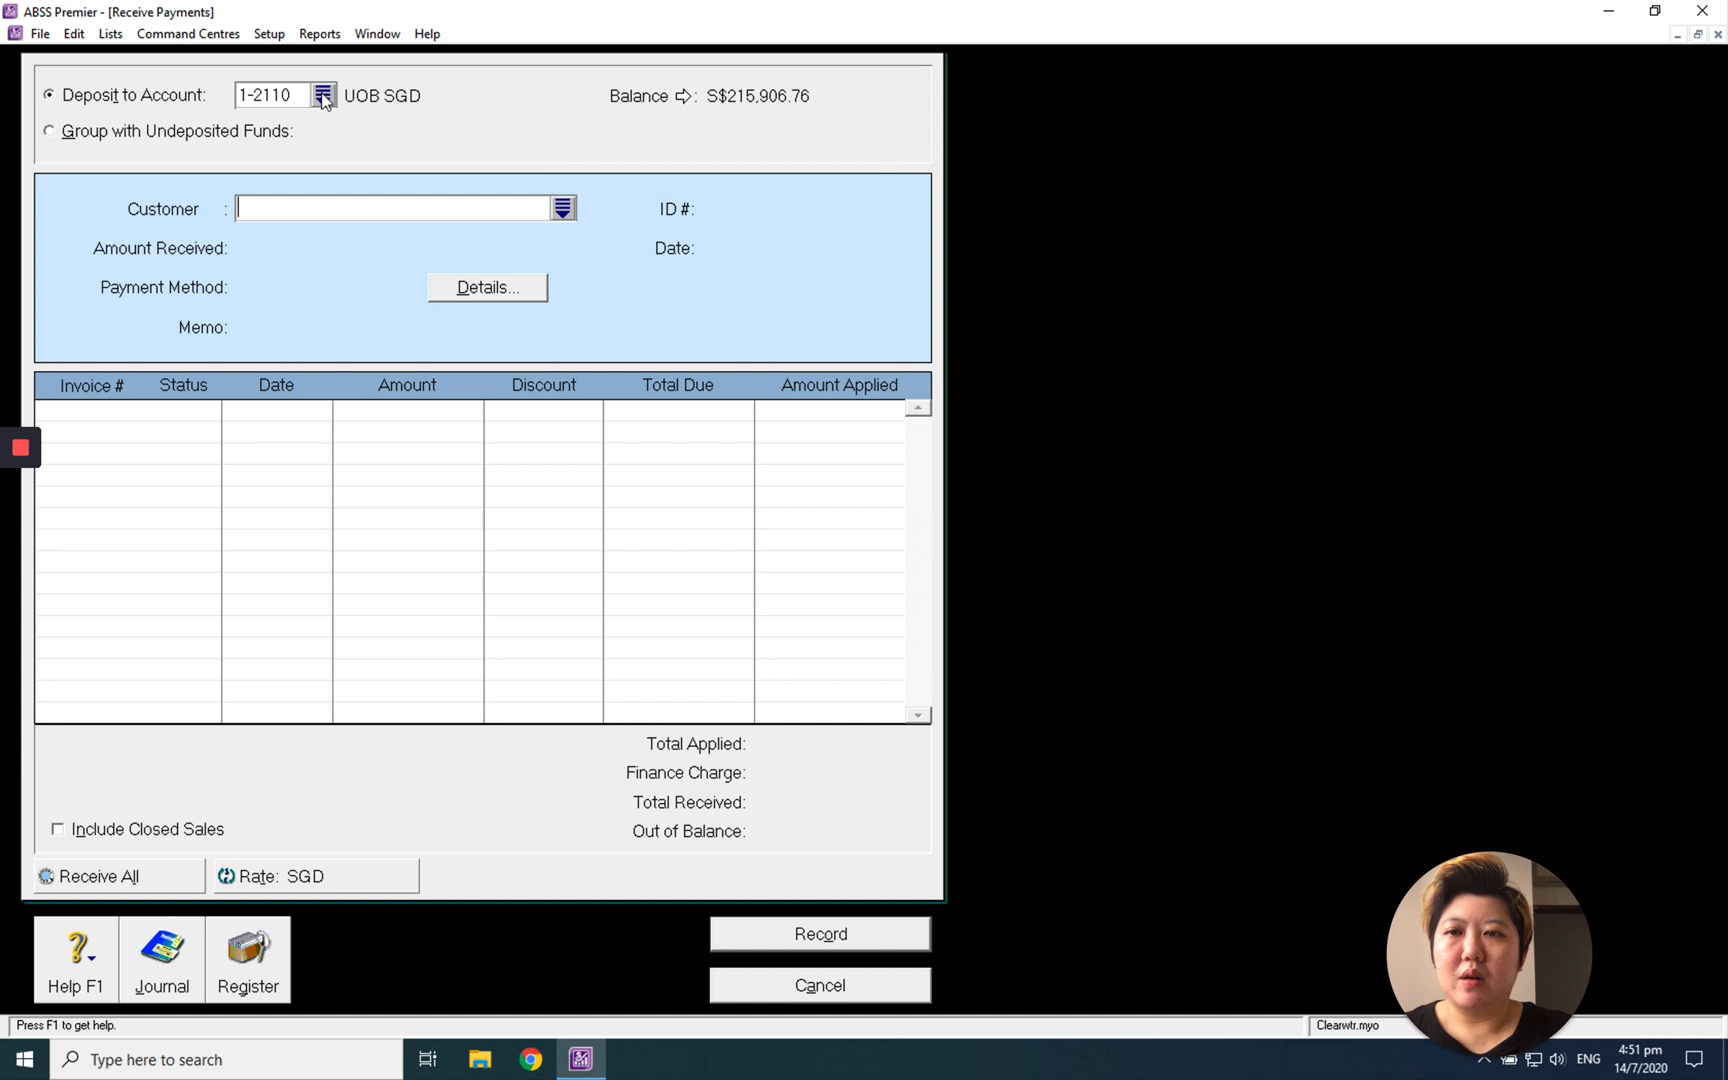 ABSS Premier - [Receive Payments]
File Edit Lists Command Centres Setup Reports Window Help
Deposit to Account: 1-2110 UOB SGD Balance : S$215,906.76
Group with Undeposited Funds:
Customer : ID #:
Amount Received: Date:
Payment Method: Details...
Memo:
Invoice # Status Date Amount Discount Total Due Amount Applied
Total Applied:
Finance Charge:
Total Received:
Include Closed Sales Out of Balance:
Receive All Rate: SGD
Record
Help F1 Journal Register Cancel
Press F1 to get help. Clearwtr.myo
Type here to search ENG 4:51 pm
14/7/2020